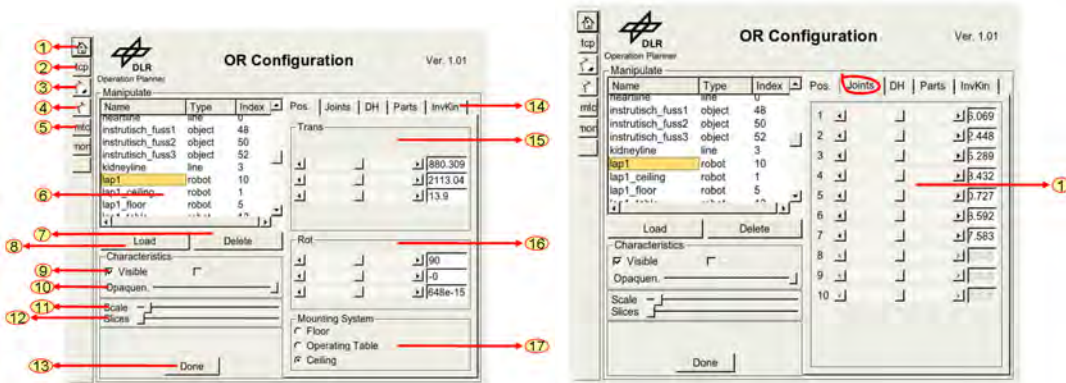 OR Configuration
Ver. 1.01
DLR
Operation Planner
tcp
mlc
mon
Manipulate
Name Type Index
heartline line 0
instrutisch_fuss1 object 48
instrutisch_fuss2 object 50
instrutisch_fuss3 object 52
kidneyline line 3
lap1 robot 10
lap1_ceiling robot 1
lap1_floor robot 5
Load Delete
Characteristics
Visible
Opaquen.
Scale
Slices
Done
Pos. Joints DH Parts InvKin
Trans
880.309
2113.04
13.9
Rot
90
-0
648e-15
Mounting System
Floor
Operating Table
Ceiling
1
2
3
4
5
6
7
8
9
10
11
12
13
14
15
16
17
OR Configuration
Ver. 1.01
DLR
Operation Planner
tcp
mlc
mon
Manipulate
Name Type Index
heartline line 0
instrutisch_fuss1 object 48
instrutisch_fuss2 object 50
instrutisch_fuss3 object 52
kidneyline line 3
lap1 robot 10
lap1_ceiling robot 1
lap1_floor robot 5
Load Delete
Characteristics
Visible
Opaquen.
Scale
Slices
Done
Pos. Joints DH Parts InvKin
1 6.069
2 2.448
3 5.289
4 3.432
5 0.727
6 3.592
7 7.583
8
9
10